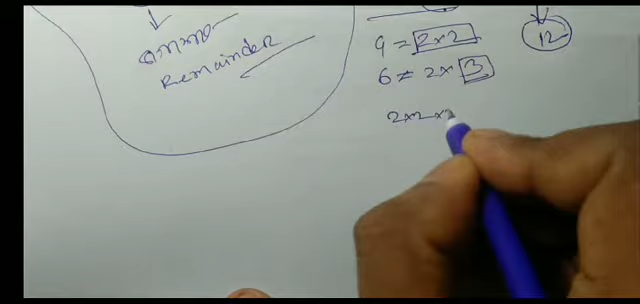 Remainder
4 = 2×2
6 = 2×3
12
2×2×